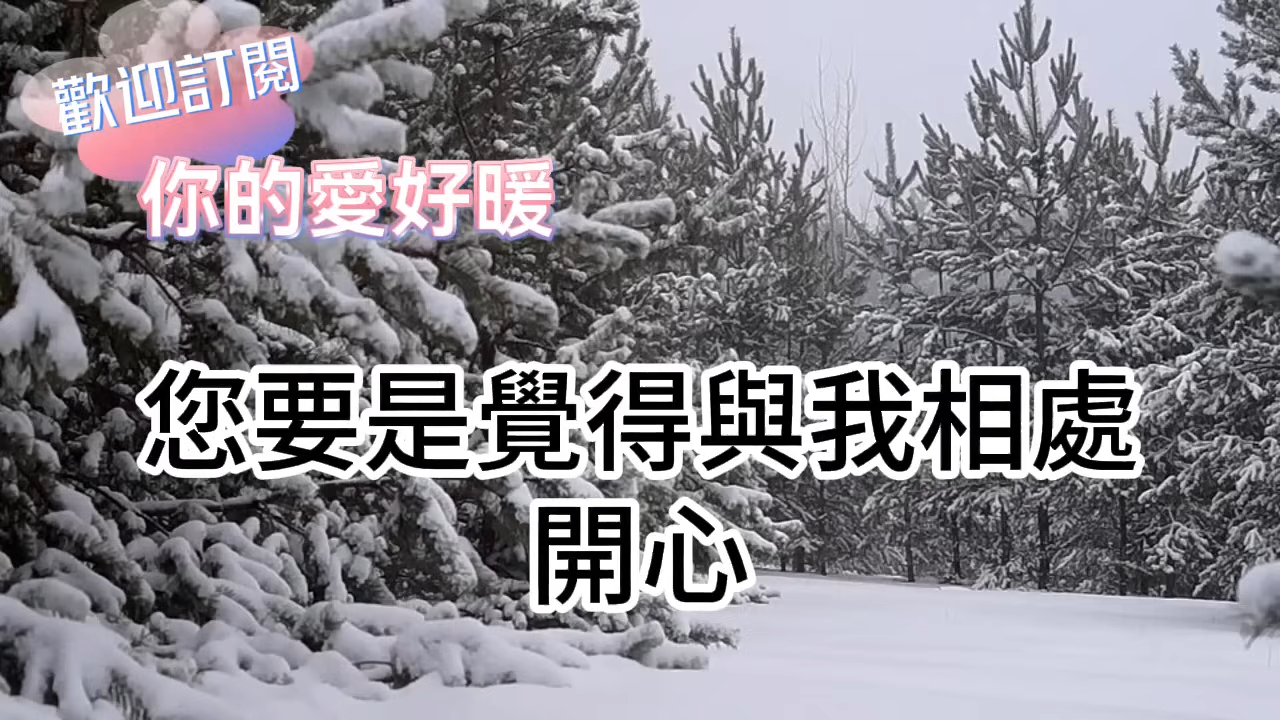 歡迎訂閱
你的愛好暖
您要是覺得與我相處
開心